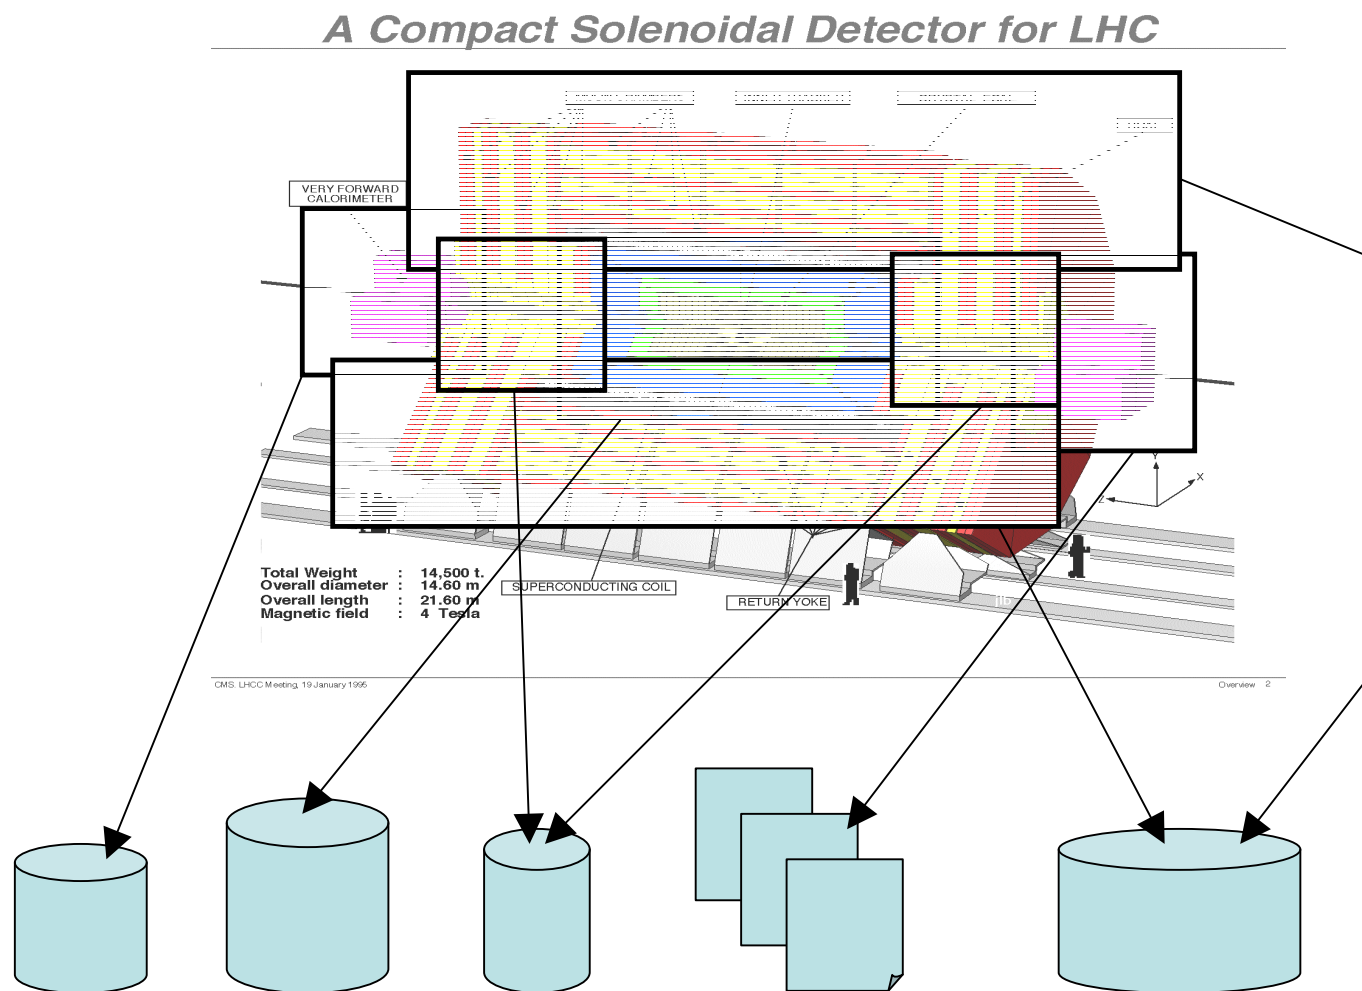 A Compact Solenoidal Detector for LHC
VERY FORWARD
CALORIMETER
Y
X
Z
Total Weight : 14,500 t.
Overall diameter : 14.60 m
Overall length : 21.60 m
Magnetic field : 4 Tesla
SUPERCONDUCTING COIL
RETURN YOKE
jlb
CMS. LHCC Meeting, 19 January 1995
Overview 2